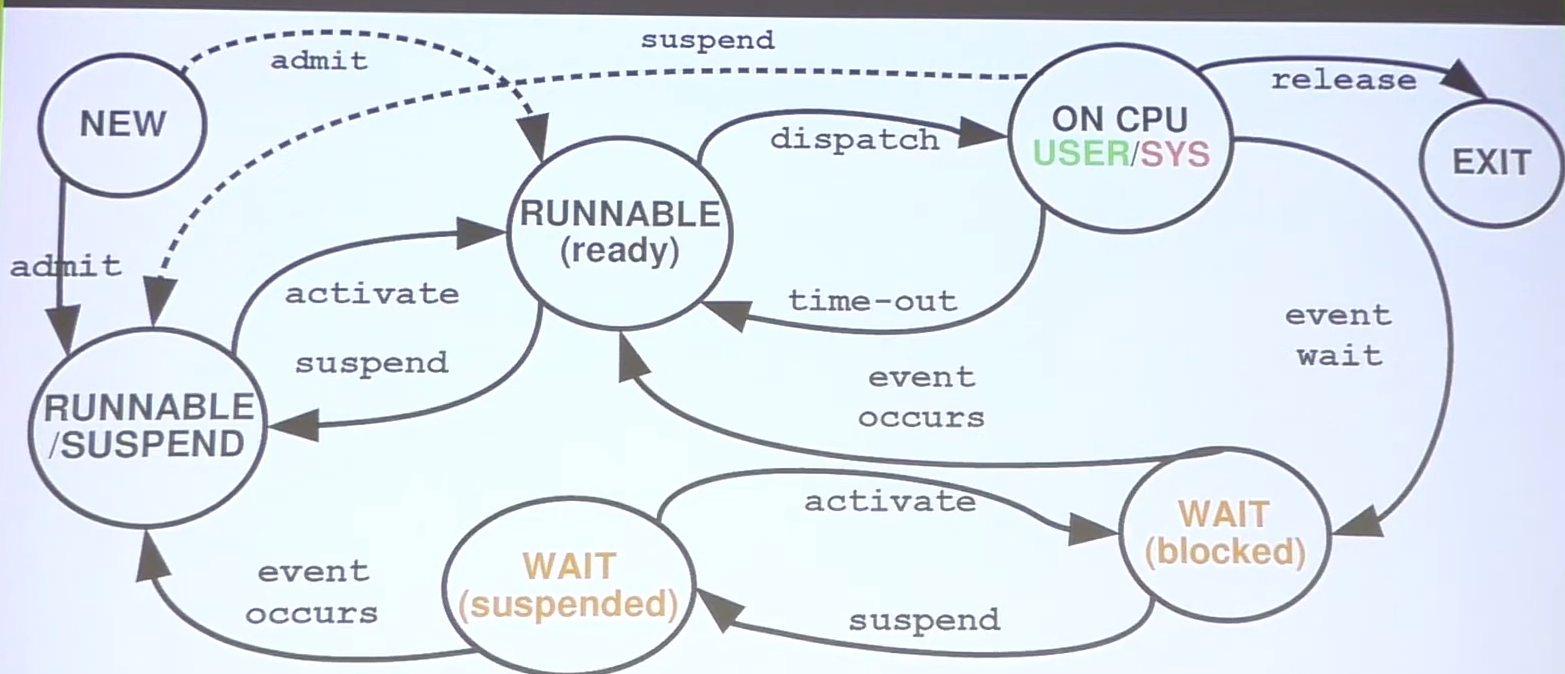 suspend
admit
release
NEW
ON CPU
USER/SYS
dispatch
EXIT
RUNNABLE
(ready)
admit
activate
time-out
event
wait
suspend
event
occurs
RUNNABLE
/SUSPEND
activate
WAIT
(blocked)
event
occurs
WAIT
(suspended)
suspend